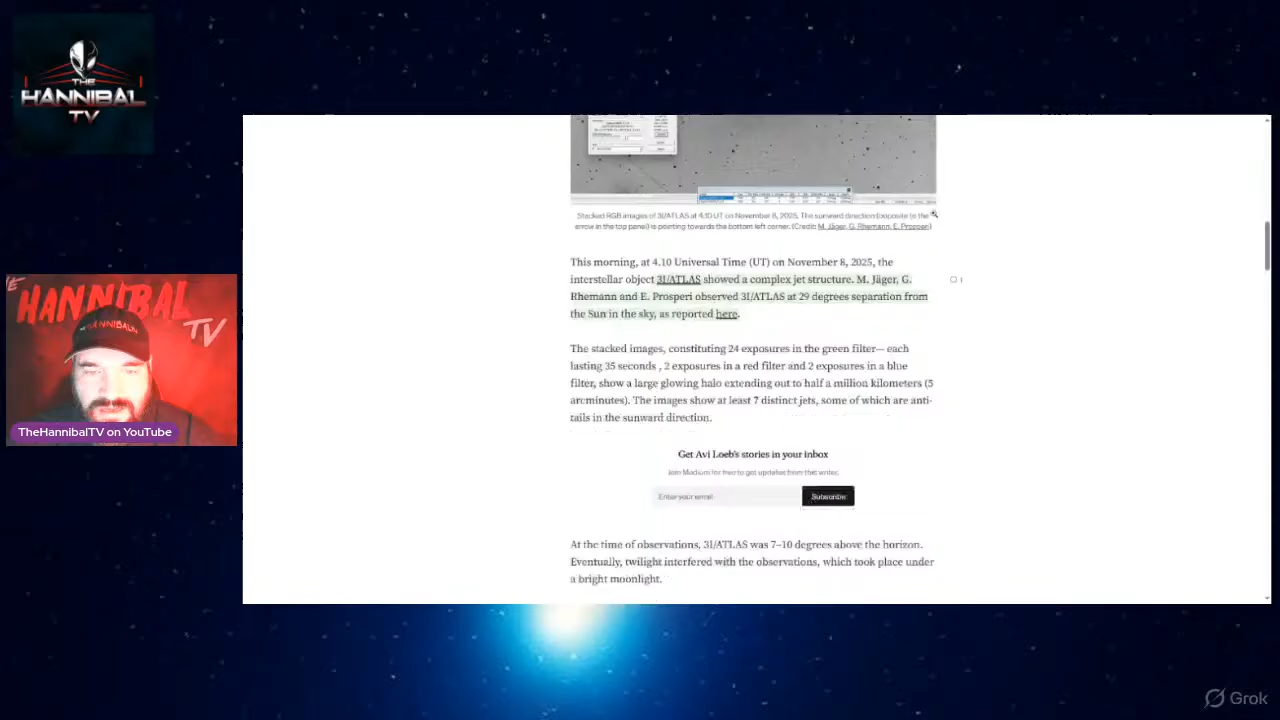 THE
HANNIBAL
TV
HANNIBAL
TV
TheHannibalTV on YouTube
Stacked RGB images of 3I/ATLAS at 4:10 UT on November 8, 2025. The sunward direction (opposite to the
arrow in the top panel) is pointing towards the bottom left corner. (Credit: M. Jäger, G. Rhemann, E. Prosperi)
This morning, at 4.10 Universal Time (UT) on November 8, 2025, the
interstellar object 3I/ATLAS showed a complex jet structure. M. Jäger, G.
Rhemann and E. Prosperi observed 3I/ATLAS at 29 degrees separation from
the Sun in the sky, as reported here.
The stacked images, constituting 24 exposures in the green filter— each
lasting 35 seconds , 2 exposures in a red filter and 2 exposures in a blue
filter, show a large glowing halo extending out to half a million kilometers (5
arcminutes). The images show at least 7 distinct jets, some of which are anti-
tails in the sunward direction.
Get Avi Loeb's stories in your inbox
Join Medium for free to get updates from this writer.
Enter your email
Subscribe
At the time of observations, 3I/ATLAS was 7–10 degrees above the horizon.
Eventually, twilight interfered with the observations, which took place under
a bright moonlight.
Grok